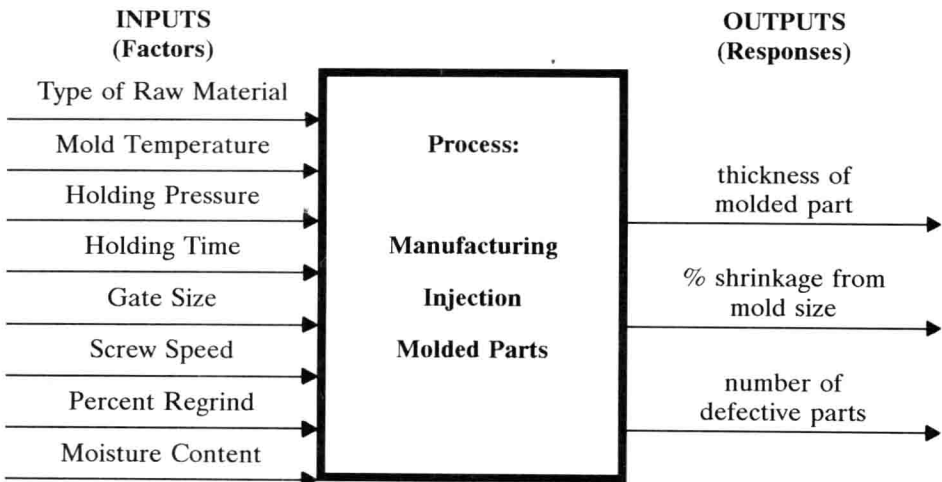 INPUTS
(Factors)
Type of Raw Material
Mold Temperature
Holding Pressure
Holding Time
Gate Size
Screw Speed
Percent Regrind
Moisture Content
Process:
Manufacturing
Injection
Molded Parts
OUTPUTS
(Responses)
thickness of
molded part
% shrinkage from
mold size
number of
defective parts